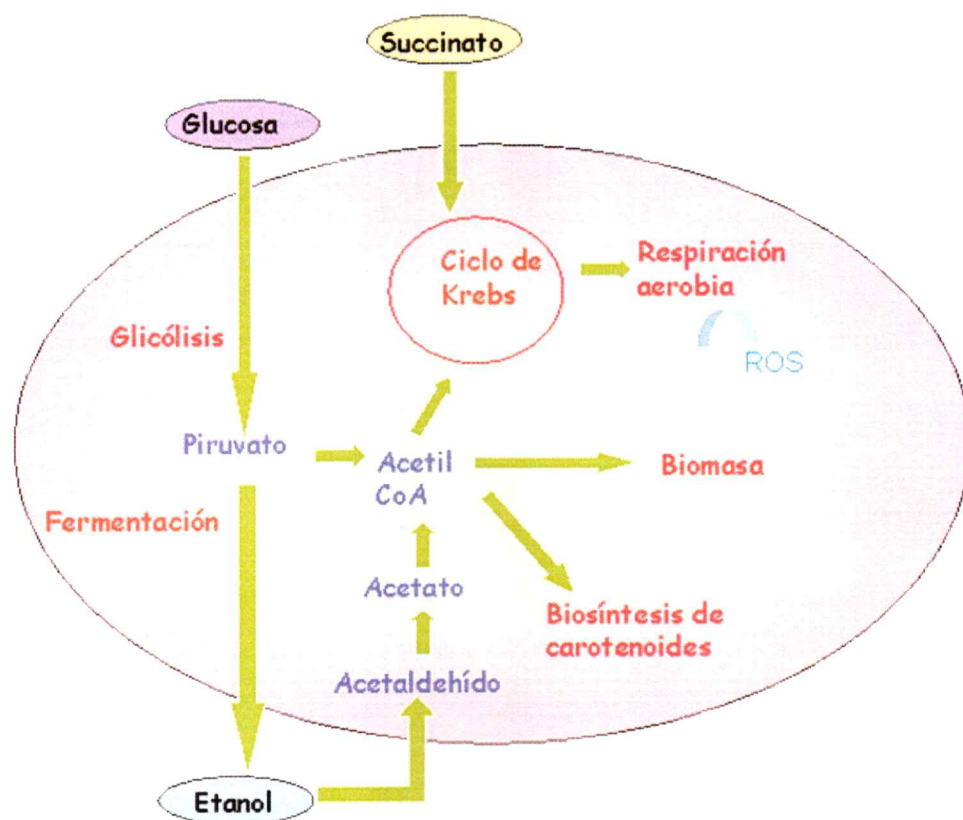 Succinato
Glucosa
Ciclo de
Krebs
Respiración
aerobia
ROS
Glicólisis
Piruvato
Acetil
CoA
Biomasa
Fermentación
Acetato
Biosíntesis de
carotenoides
Acetaldehído
Etanol